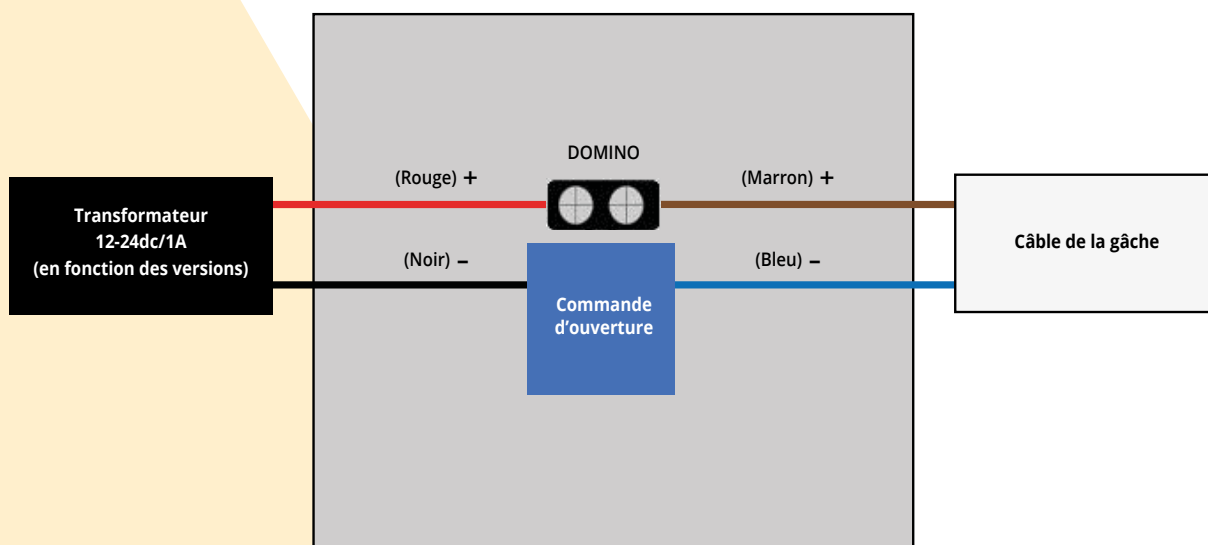 DOMINO
(Rouge) +
(Marron) +
Transformateur
12-24dc/1A
(en fonction des versions)
Câble de la gâche
(Noir) –
(Bleu) –
Commande
d'ouverture